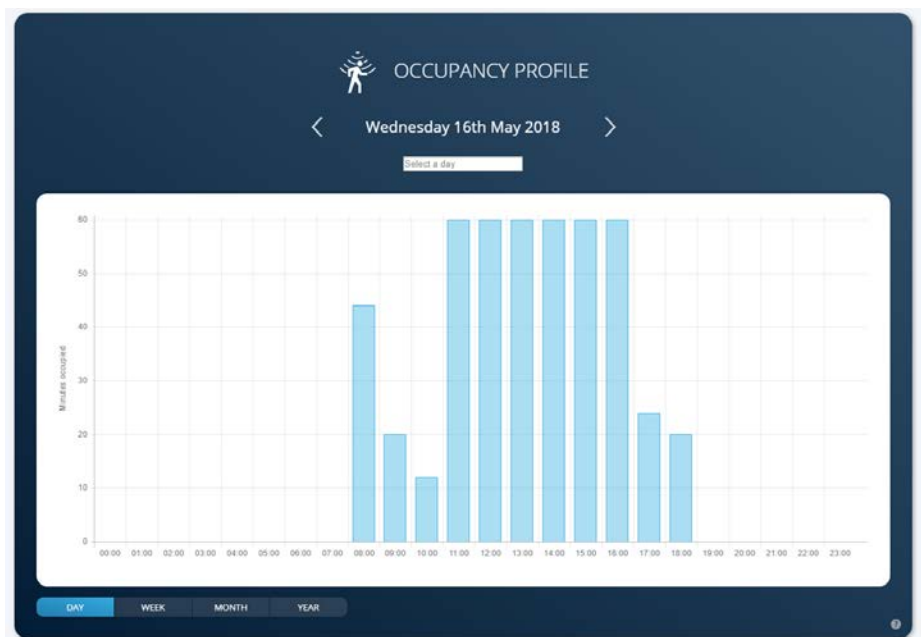 OCCUPANCY PROFILE
Wednesday 16th May 2018
Select a day
60
50
40
30
20
10
0
Minutes occupied
00:00 01:00 02:00 03:00 04:00 05:00 06:00 07:00 08:00 09:00 10:00 11:00 12:00 13:00 14:00 15:00 16:00 17:00 18:00 19:00 20:00 21:00 22:00 23:00
DAY WEEK MONTH YEAR
?